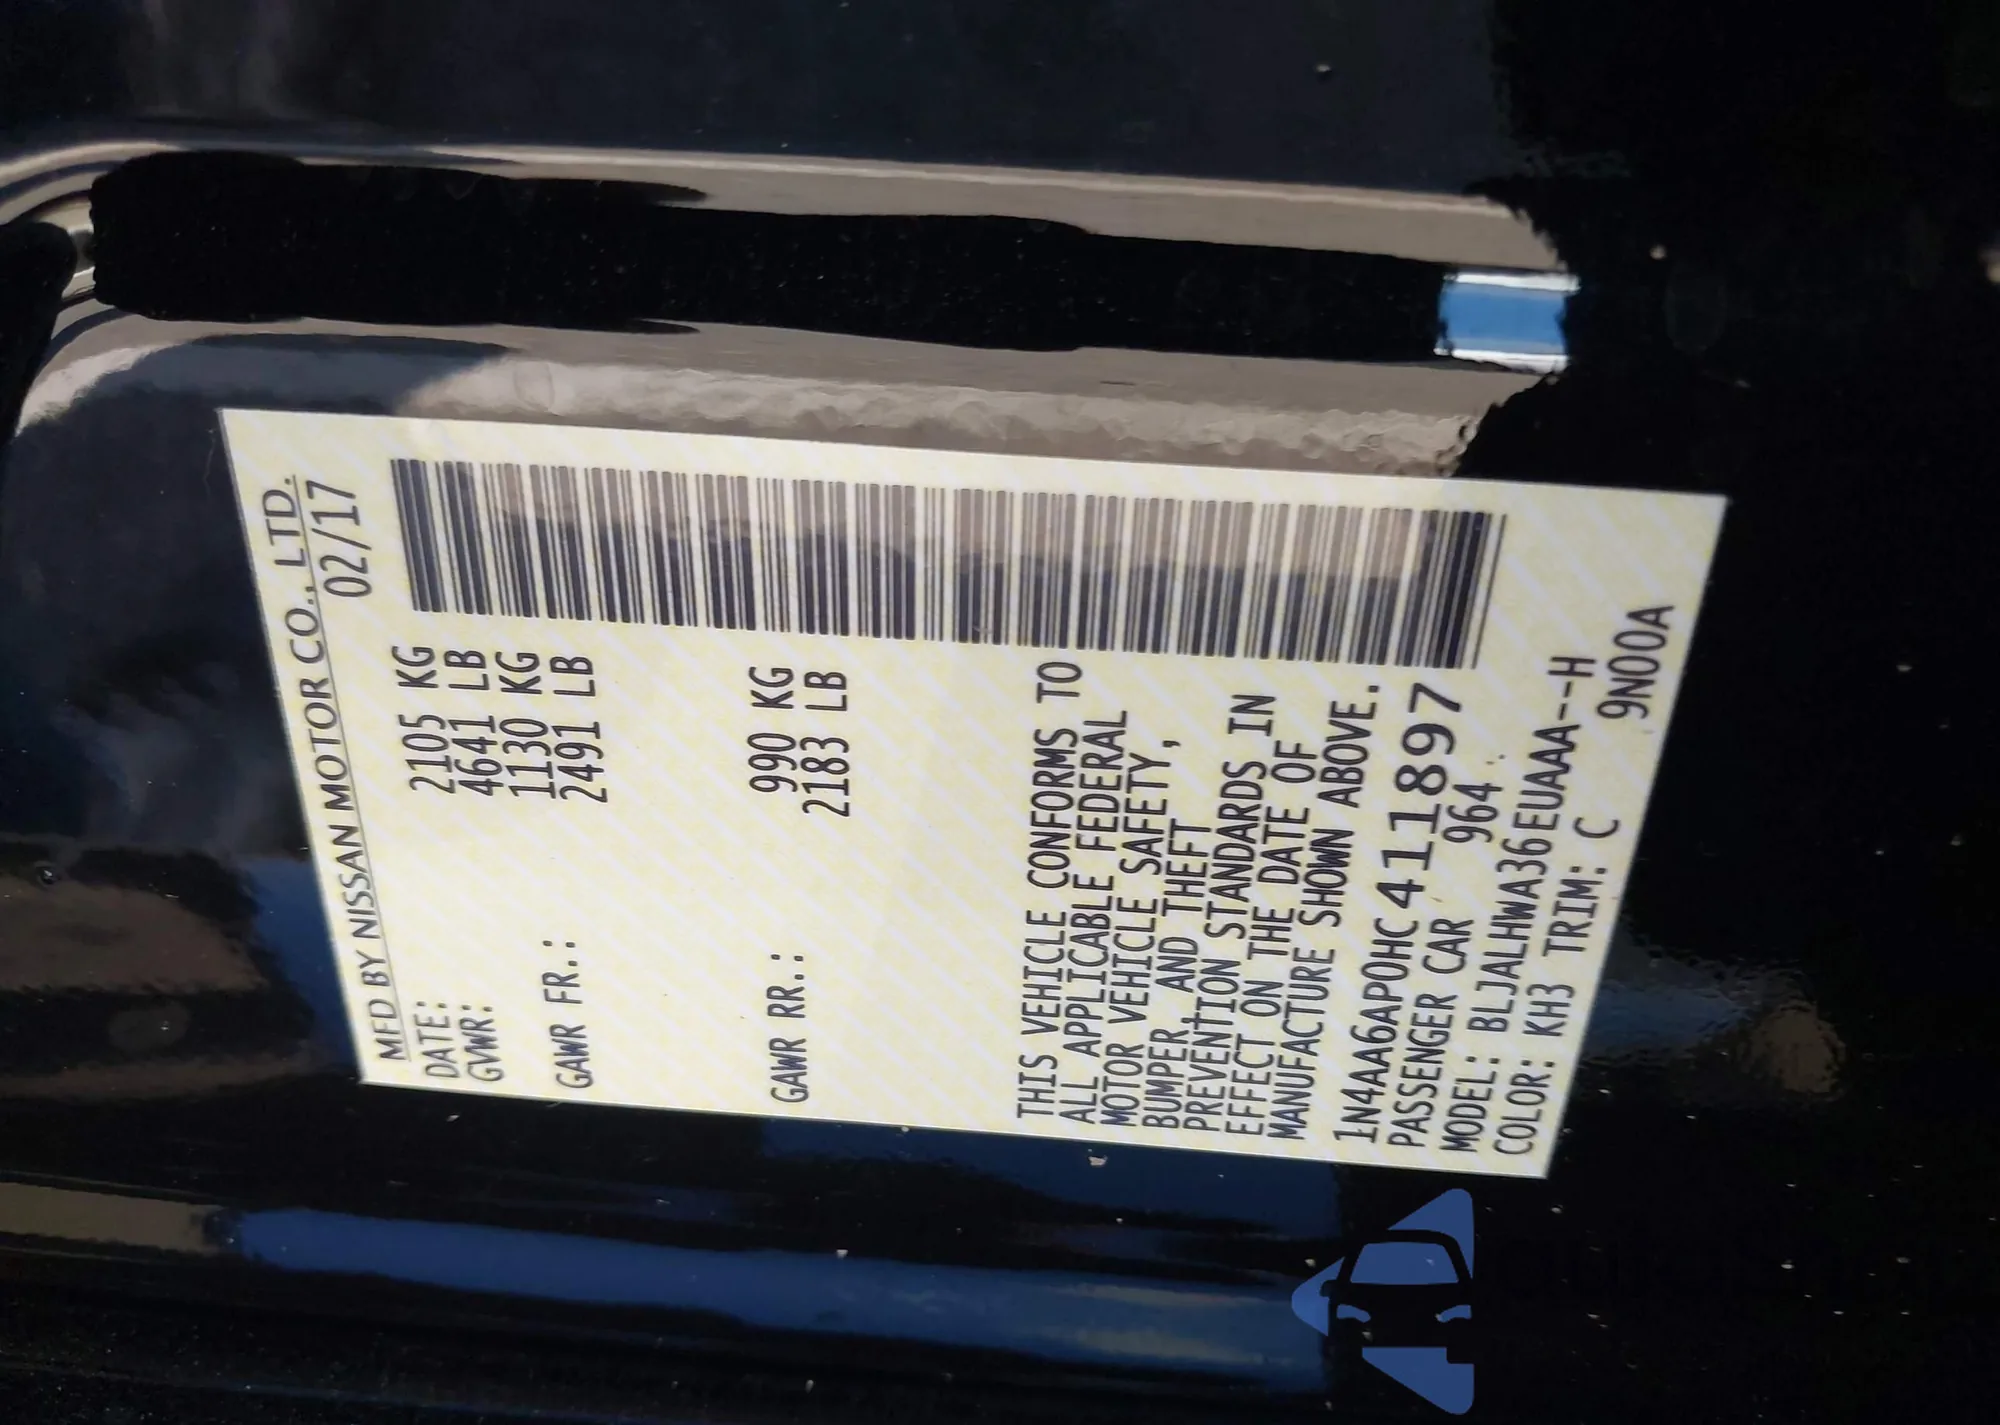 MFD BY NISSAN MOTOR CO., LTD.
DATE: 02/17
GVWR: 2105 KG
4641 LB
GAWR FR.: 1130 KG
2491 LB
GAWR RR.: 990 KG
2183 LB
THIS VEHICLE CONFORMS TO
ALL APPLICABLE FEDERAL
MOTOR VEHICLE SAFETY,
BUMPER, AND THEFT
PREVENTION STANDARDS IN
EFFECT ON THE DATE OF
MANUFACTURE SHOWN ABOVE.
1N4AA6AP0HC411897
PASSENGER CAR 964
MODEL: BLJALHWA36EUAAA--H
COLOR: KH3 TRIM: C 9N00A